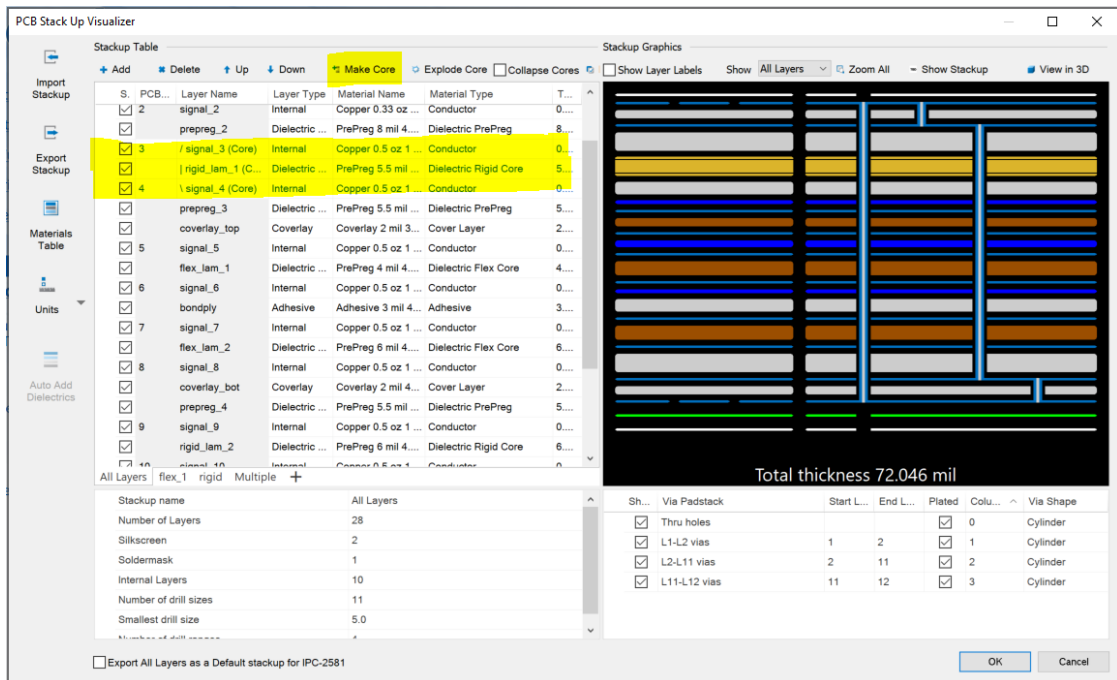 PCB Stack Up Visualizer
Import Stackup
Export Stackup
Materials Table
Units
Auto Add Dielectrics
Stackup Table
+ Add Delete Up Down Make Core Explode Core Collapse Cores
S. PCB... Layer Name Layer Type Material Name Material Type T...
2 signal_2 Internal Copper 0.33 oz ... Conductor 0....
prepreg_2 Dielectric ... PrePreg 8 mil 4... Dielectric PrePreg 8....
3 / signal_3 (Core) Internal Copper 0.5 oz 1 ... Conductor 0....
| rigid_lam_1 (C... Dielectric ... PrePreg 5.5 mil ... Dielectric Rigid Core 5....
4 \ signal_4 (Core) Internal Copper 0.5 oz 1 ... Conductor 0....
prepreg_3 Dielectric ... PrePreg 5.5 mil ... Dielectric PrePreg 5....
coverlay_top Coverlay Coverlay 2 mil 3... Cover Layer 2....
5 signal_5 Internal Copper 0.5 oz 1 ... Conductor 0....
flex_lam_1 Dielectric ... PrePreg 4 mil 4.... Dielectric Flex Core 4....
6 signal_6 Internal Copper 0.5 oz 1 ... Conductor 0....
bondply Adhesive Adhesive 3 mil 4... Adhesive 3....
7 signal_7 Internal Copper 0.5 oz 1 ... Conductor 0....
flex_lam_2 Dielectric ... PrePreg 6 mil 4.... Dielectric Flex Core 6....
8 signal_8 Internal Copper 0.5 oz 1 ... Conductor 0....
coverlay_bot Coverlay Coverlay 2 mil 4... Cover Layer 2....
prepreg_4 Dielectric ... PrePreg 5.5 mil ... Dielectric PrePreg 5....
9 signal_9 Internal Copper 0.5 oz 1 ... Conductor 0....
rigid_lam_2 Dielectric ... PrePreg 6 mil 4.... Dielectric Rigid Core 6....
10 signal_10 Internal Copper 0.5 oz 1 ... Conductor 0....
All Layers flex_1 rigid Multiple +
Stackup name All Layers
Number of Layers 28
Silkscreen 2
Soldermask 1
Internal Layers 10
Number of drill sizes 11
Smallest drill size 5.0
Number of drill ranges 4
Stackup Graphics
Show Layer Labels Show All Layers Zoom All Show Stackup View in 3D
Total thickness 72.046 mil
Sh... Via Padstack Start L... End L... Plated Colu... Via Shape
Thru holes 0 Cylinder
L1-L2 vias 1 2 1 Cylinder
L2-L11 vias 2 11 2 Cylinder
L11-L12 vias 11 12 3 Cylinder
Export All Layers as a Default stackup for IPC-2581
OK Cancel